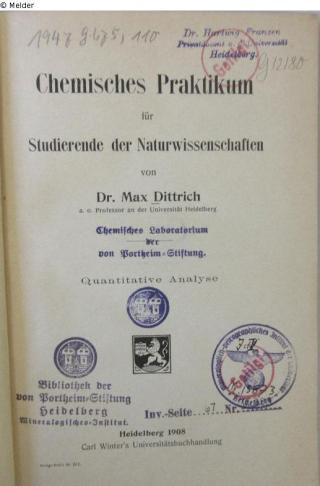 © Melder
1947 g. 675, 110
Dr. Hartwig Franzen
Heidelberg.
g 12180
Chemisches Praktikum
für
Studierende der Naturwissenschaften
von
Dr. Max Dittrich
a. o. Professor an der Universität Heidelberg
Chemisches Laboratorium
der
von Portheim-Stiftung.
Quantitative Analyse
Bibliothek der
von Portheim-Stiftung
Heidelberg
Mineralogisches-Institut.
Inv.-Seite 97 Nr.
Heidelberg 1908
Carl Winter's Universitätsbuchhandlung